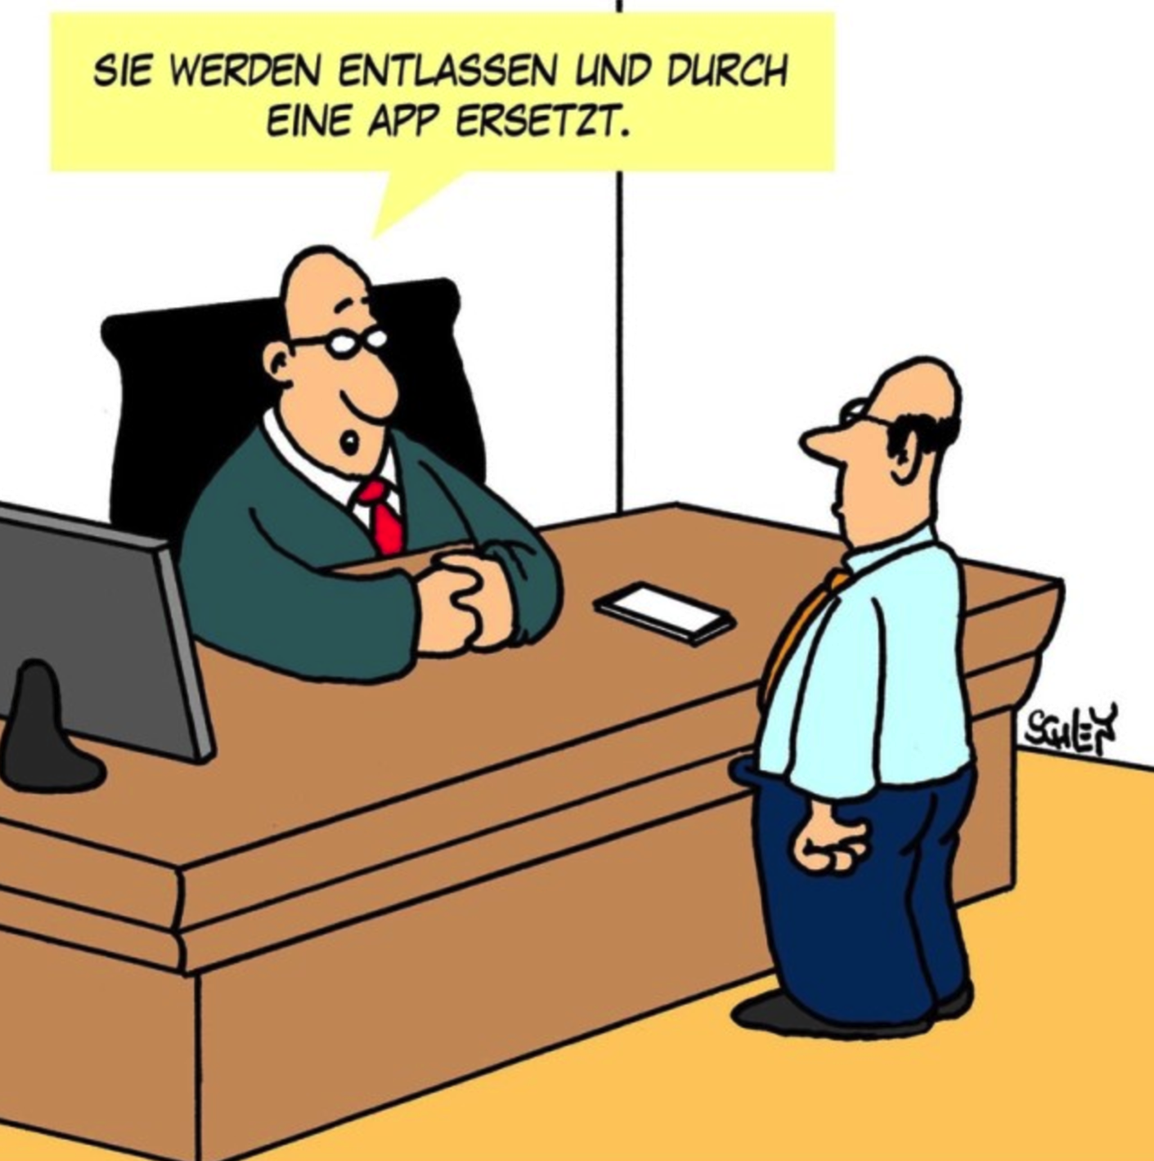 SIE WERDEN ENTLASSEN UND DURCH
EINE APP ERSETZT.
SCHLEY